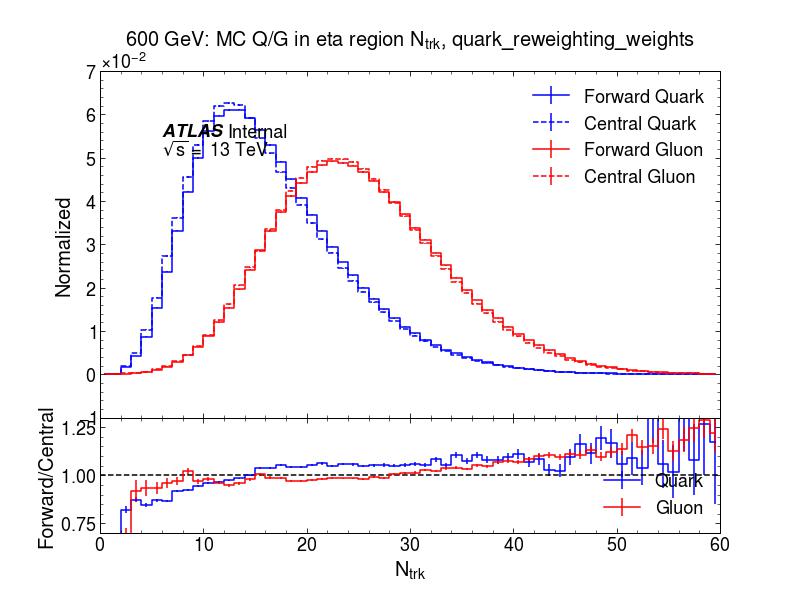 600 GeV: MC Q/G in eta region N_trk, quark_reweighting_weights
×10⁻²
7
6
5
4
3
2
1
0
−1
Normalized
ATLAS Internal
√s = 13 TeV
Forward Quark
Central Quark
Forward Gluon
Central Gluon
1.25
1.00
0.75
Forward/Central
Quark
Gluon
0 10 20 30 40 50 60
N_trk